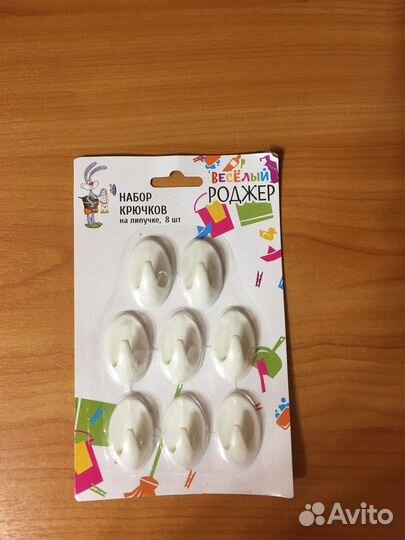 НАБОР
КРЮЧКОВ
на липучке, 8 шт
ВЕСЁЛЫЙ
РОДЖЕР
Avito